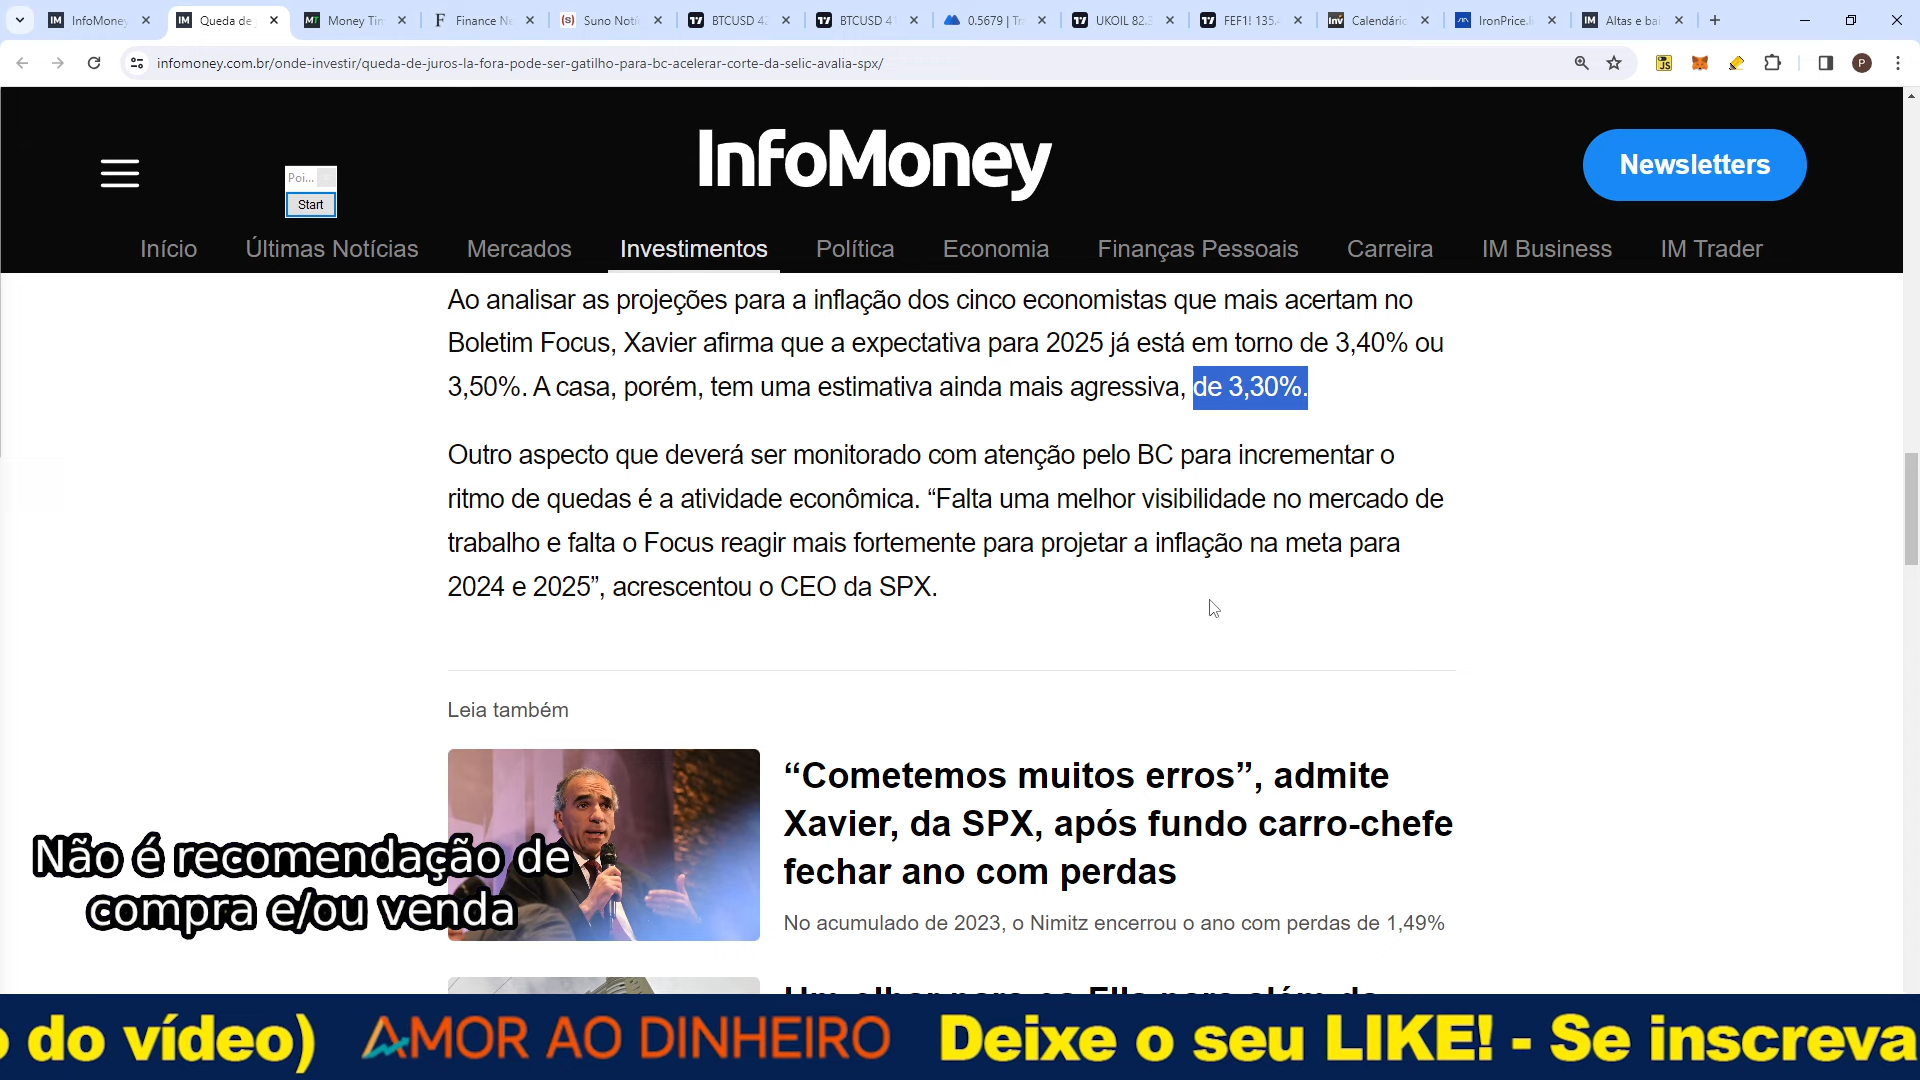 InfoMoney
Queda de
Money Tim
Finance Ne
Suno Notí
BTCUSD 42
BTCUSD 4
0.5679 | Tr
UKOIL 82.3
FEF1! 135.
Calendáric
IronPrice.
Altas e bai
infomoney.com.br/onde-investir/queda-de-juros-la-fora-pode-ser-gatilho-para-bc-acelerar-corte-da-selic-avalia-spx/
P
InfoMoney
Newsletters
Poi...
Start
Início Últimas Notícias Mercados Investimentos Política Economia Finanças Pessoais Carreira IM Business IM Trader
Ao analisar as projeções para a inflação dos cinco economistas que mais acertam no
Boletim Focus, Xavier afirma que a expectativa para 2025 já está em torno de 3,40% ou
3,50%. A casa, porém, tem uma estimativa ainda mais agressiva, de 3,30%.
Outro aspecto que deverá ser monitorado com atenção pelo BC para incrementar o
ritmo de quedas é a atividade econômica. “Falta uma melhor visibilidade no mercado de
trabalho e falta o Focus reagir mais fortemente para projetar a inflação na meta para
2024 e 2025”, acrescentou o CEO da SPX.
Leia também
“Cometemos muitos erros”, admite
Xavier, da SPX, após fundo carro-chefe
fechar ano com perdas
No acumulado de 2023, o Nimitz encerrou o ano com perdas de 1,49%
Não é recomendação de
compra e/ou venda
o do vídeo) AMOR AO DINHEIRO Deixe o seu LIKE! - Se inscreva